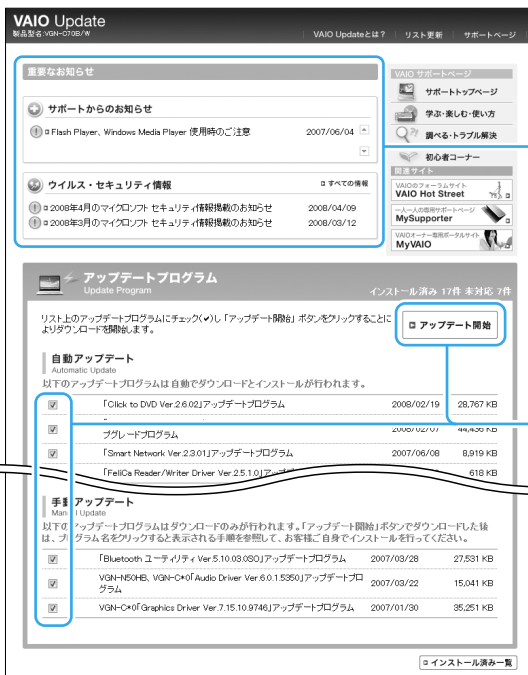 VAIO Update
製品型名:VGN-C70B/W
VAIO Updateとは? リスト更新 サポートページ
重要なお知らせ
サポートからのお知らせ
Flash Player、Windows Media Player 使用時のご注意 2007/06/04
ウイルス・セキュリティ情報 すべての情報
2008年4月のマイクロソフト セキュリティ情報掲載のお知らせ 2008/04/09
2008年3月のマイクロソフト セキュリティ情報掲載のお知らせ 2008/03/12
VAIO サポートページ
サポートトップページ
学ぶ・楽しむ・使い方
調べる・トラブル解決
初心者コーナー
関連サイト
VAIOのフォーラムサイト
VAIO Hot Street
一人一人の専用サポートページ
MySupporter
VAIOオーナー専用ポータルサイト
MyVAIO
アップデートプログラム
Update Program
インストール済み 17件 未対応 7件
リスト上のアップデートプログラムにチェック(✔)し「アップデート開始」ボタンをクリックすることに
よりダウンロードを開始します。
アップデート開始
自動アップデート
Automatic Update
以下のアップデートプログラムは自動でダウンロードとインストールが行われます。
「Click to DVD Ver.2.6.02」アップデートプログラム 2008/02/19 28,767 KB
プグレードプログラム 2008/02/07 44,436 KB
「Smart Network Ver.2.3.01」アップデートプログラム 2007/06/08 8,919 KB
「FeliCa Reader/Writer Driver Ver.2.5.1.0」アップデートプログラム 618 KB
手動アップデート
Manual Update
以下のアップデートプログラムはダウンロードのみが行われます。「アップデート開始」ボタンでダウンロードした後
は、プログラム名をクリックすると表示される手順を参照して、お客様ご自身でインストールを行ってください。
「Bluetooth ユーティリティ Ver.5.10.03.0SO」アップデートプログラム 2007/03/28 27,531 KB
VGN-N50HB、VGN-C*0「Audio Driver Ver.6.0.1.5350」アップデートプロ
グラム 2007/03/22 15,041 KB
VGN-C*0「Graphics Driver Ver.7.15.10.9746」アップデートプログラム 2007/01/30 35,251 KB
インストール済み一覧